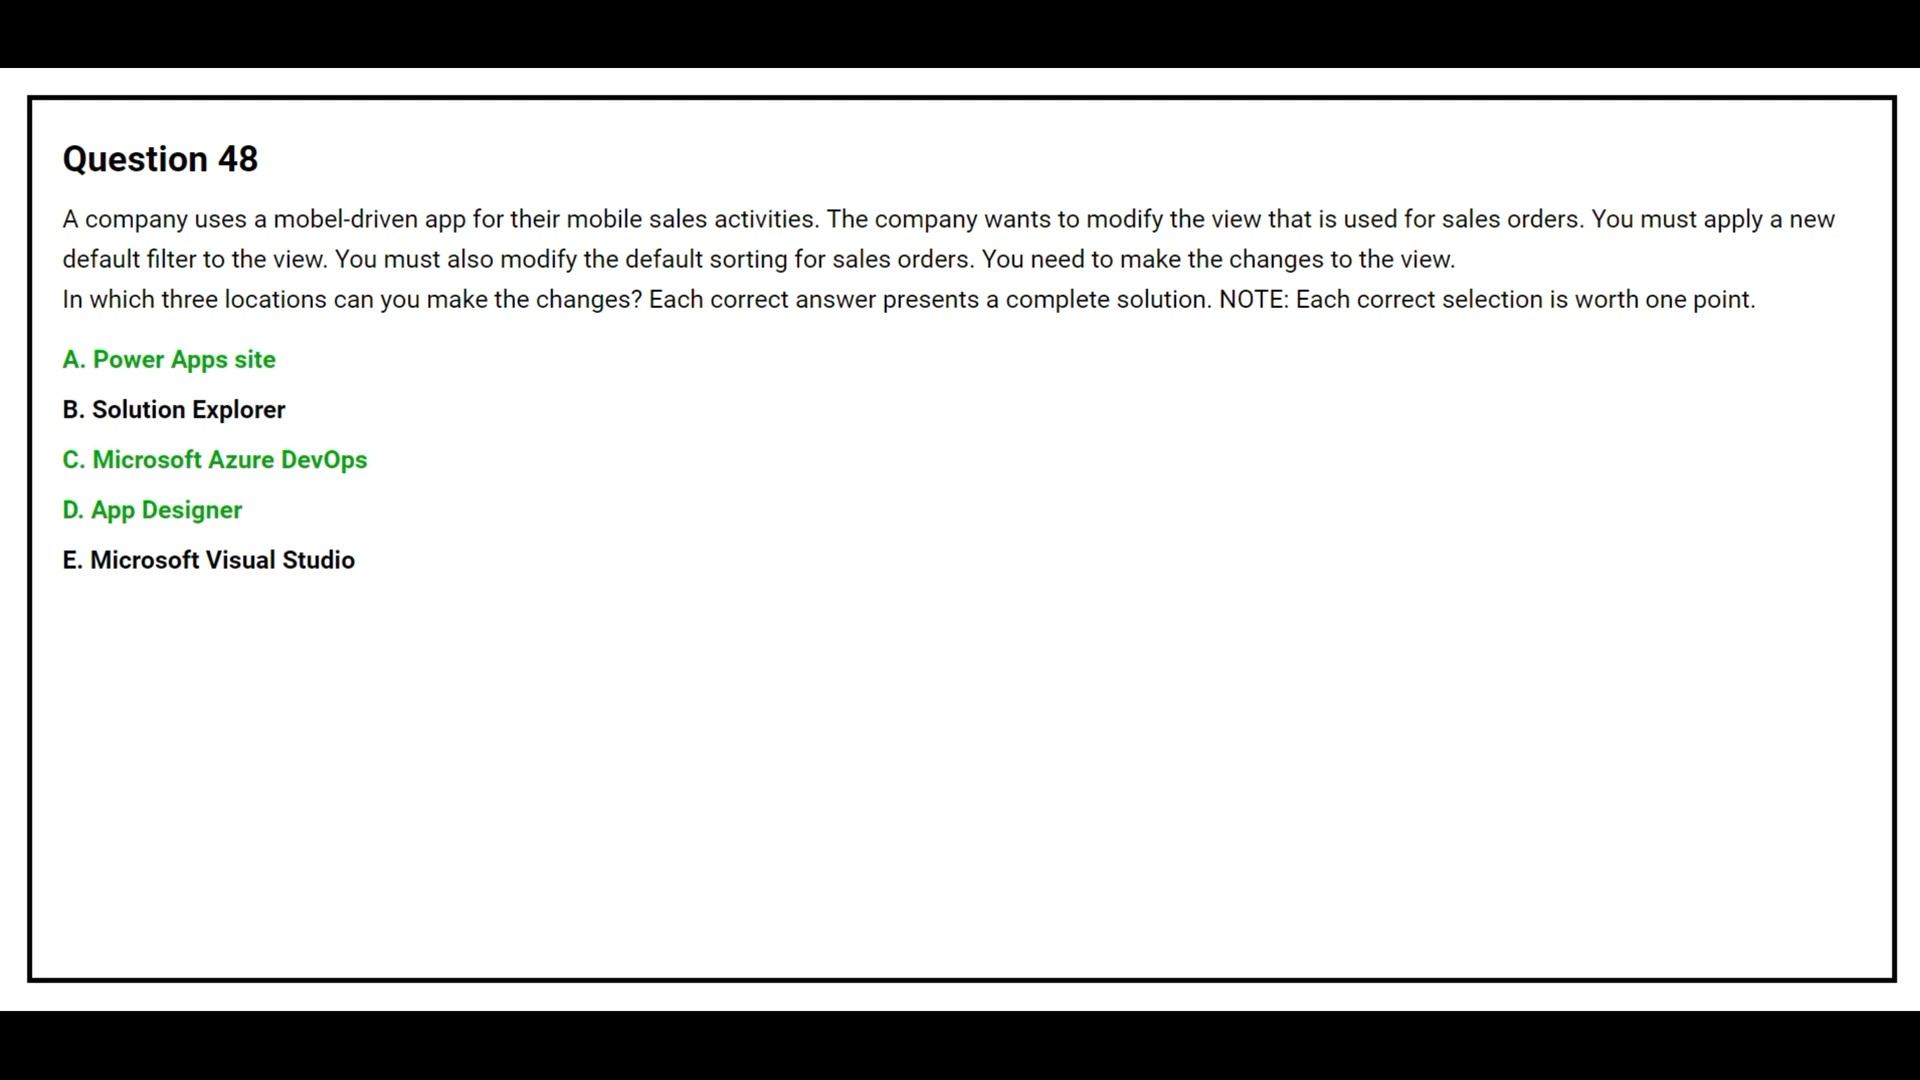 Question 48
A company uses a mobel-driven app for their mobile sales activities. The company wants to modify the view that is used for sales orders. You must apply a new
default filter to the view. You must also modify the default sorting for sales orders. You need to make the changes to the view.
In which three locations can you make the changes? Each correct answer presents a complete solution. NOTE: Each correct selection is worth one point.
A. Power Apps site
B. Solution Explorer
C. Microsoft Azure DevOps
D. App Designer
E. Microsoft Visual Studio